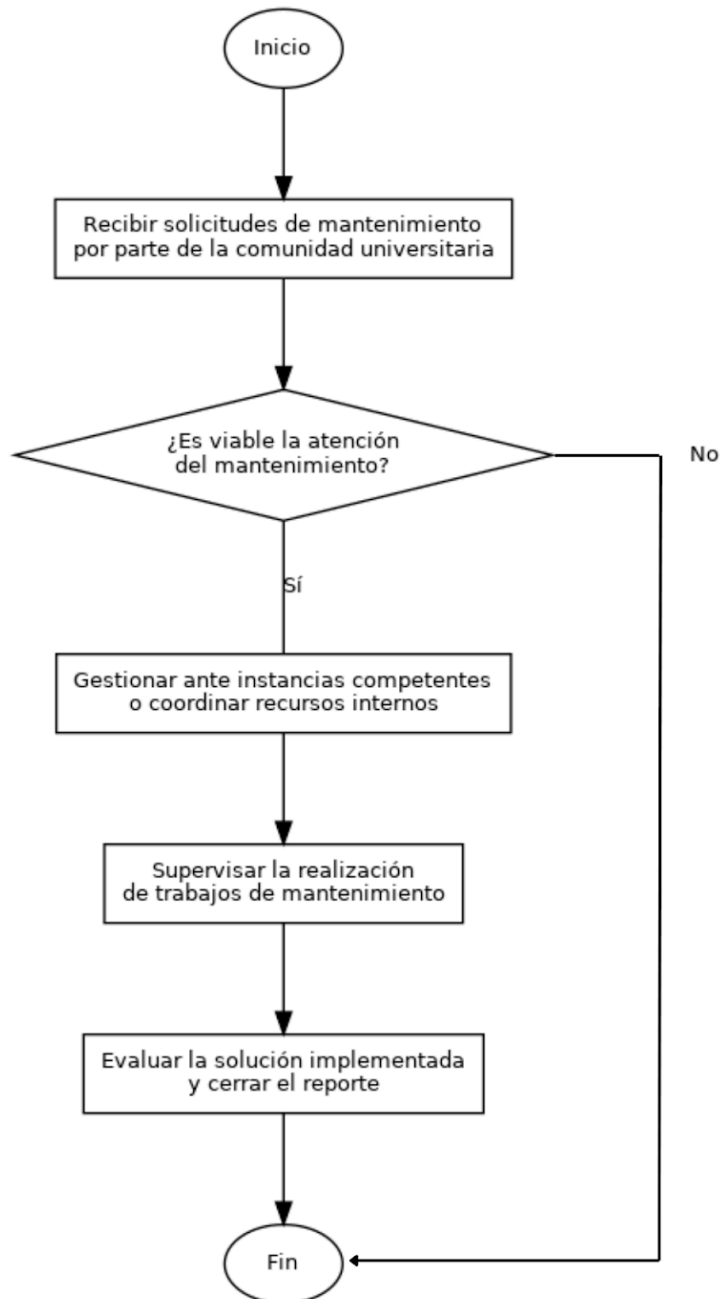 Inicio
Recibir solicitudes de mantenimiento
por parte de la comunidad universitaria
¿Es viable la atención
del mantenimiento?
No
Sí
Gestionar ante instancias competentes
o coordinar recursos internos
Supervisar la realización
de trabajos de mantenimiento
Evaluar la solución implementada
y cerrar el reporte
Fin